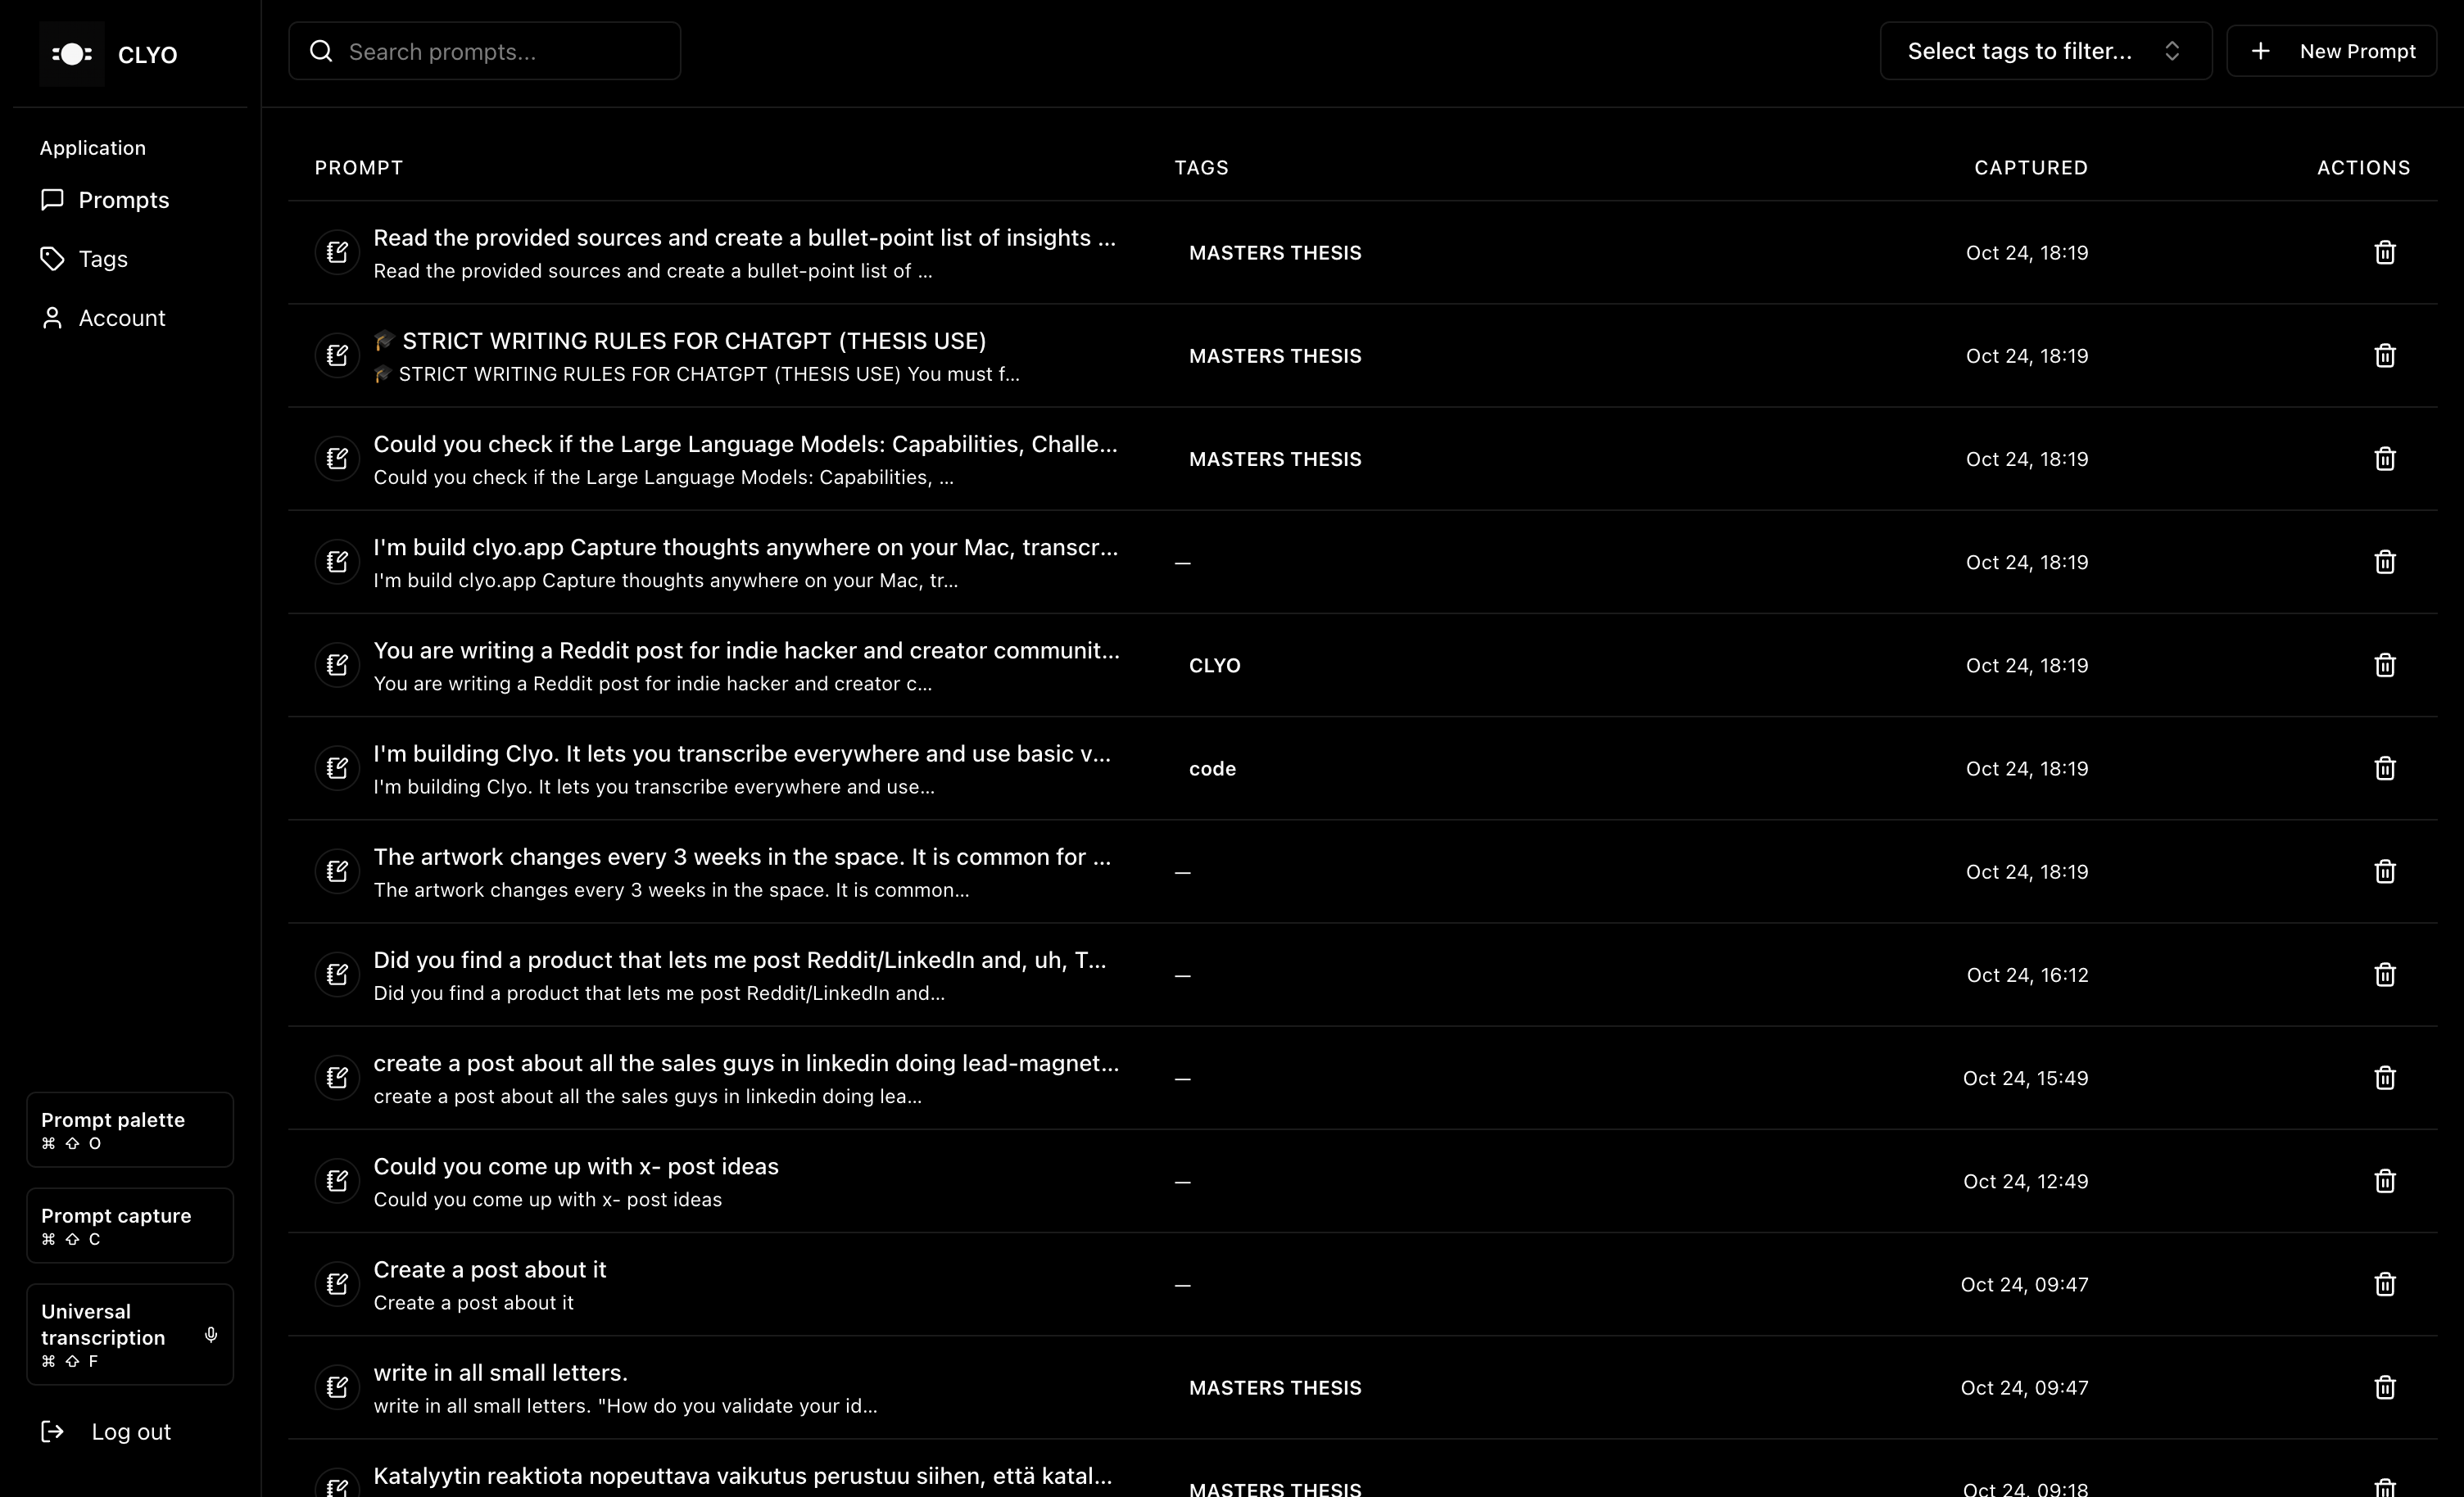 CLYO
Application
Prompts
Tags
Account
Prompt palette
⌘ ⇧ O
Prompt capture
⌘ ⇧ C
Universal
transcription
⌘ ⇧ F
Log out
Search prompts...
Select tags to filter...
New Prompt
PROMPT TAGS CAPTURED ACTIONS
Read the provided sources and create a bullet-point list of insights ...
Read the provided sources and create a bullet-point list of ...
MASTERS THESIS
Oct 24, 18:19
🎓 STRICT WRITING RULES FOR CHATGPT (THESIS USE)
🎓 STRICT WRITING RULES FOR CHATGPT (THESIS USE) You must f...
MASTERS THESIS
Oct 24, 18:19
Could you check if the Large Language Models: Capabilities, Challe...
Could you check if the Large Language Models: Capabilities, ...
MASTERS THESIS
Oct 24, 18:19
I'm build clyo.app Capture thoughts anywhere on your Mac, transcr...
I'm build clyo.app Capture thoughts anywhere on your Mac, tr...
—
Oct 24, 18:19
You are writing a Reddit post for indie hacker and creator communit...
You are writing a Reddit post for indie hacker and creator c...
CLYO
Oct 24, 18:19
I'm building Clyo. It lets you transcribe everywhere and use basic v...
I'm building Clyo. It lets you transcribe everywhere and use...
code
Oct 24, 18:19
The artwork changes every 3 weeks in the space. It is common for ...
The artwork changes every 3 weeks in the space. It is common...
—
Oct 24, 18:19
Did you find a product that lets me post Reddit/LinkedIn and, uh, T...
Did you find a product that lets me post Reddit/LinkedIn and...
—
Oct 24, 16:12
create a post about all the sales guys in linkedin doing lead-magnet...
create a post about all the sales guys in linkedin doing lea...
—
Oct 24, 15:49
Could you come up with x- post ideas
Could you come up with x- post ideas
—
Oct 24, 12:49
Create a post about it
Create a post about it
—
Oct 24, 09:47
write in all small letters.
write in all small letters. "How do you validate your id...
MASTERS THESIS
Oct 24, 09:47
Katalyytin reaktiota nopeuttava vaikutus perustuu siihen, että katal...
MASTERS THESIS
Oct 24, 09:18